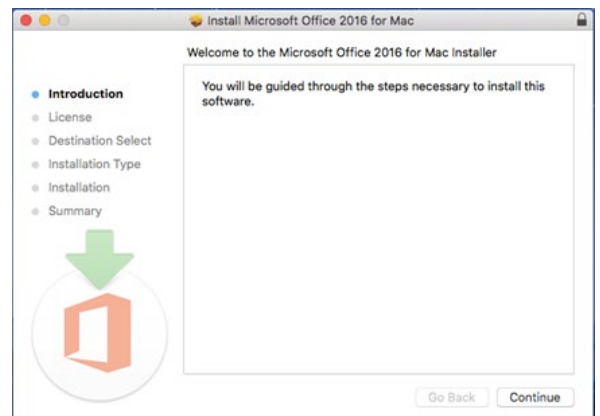 Install Microsoft Office 2016 for Mac
Welcome to the Microsoft Office 2016 for Mac Installer
Introduction
License
Destination Select
Installation Type
Installation
Summary
You will be guided through the steps necessary to install this
software.
Go Back
Continue